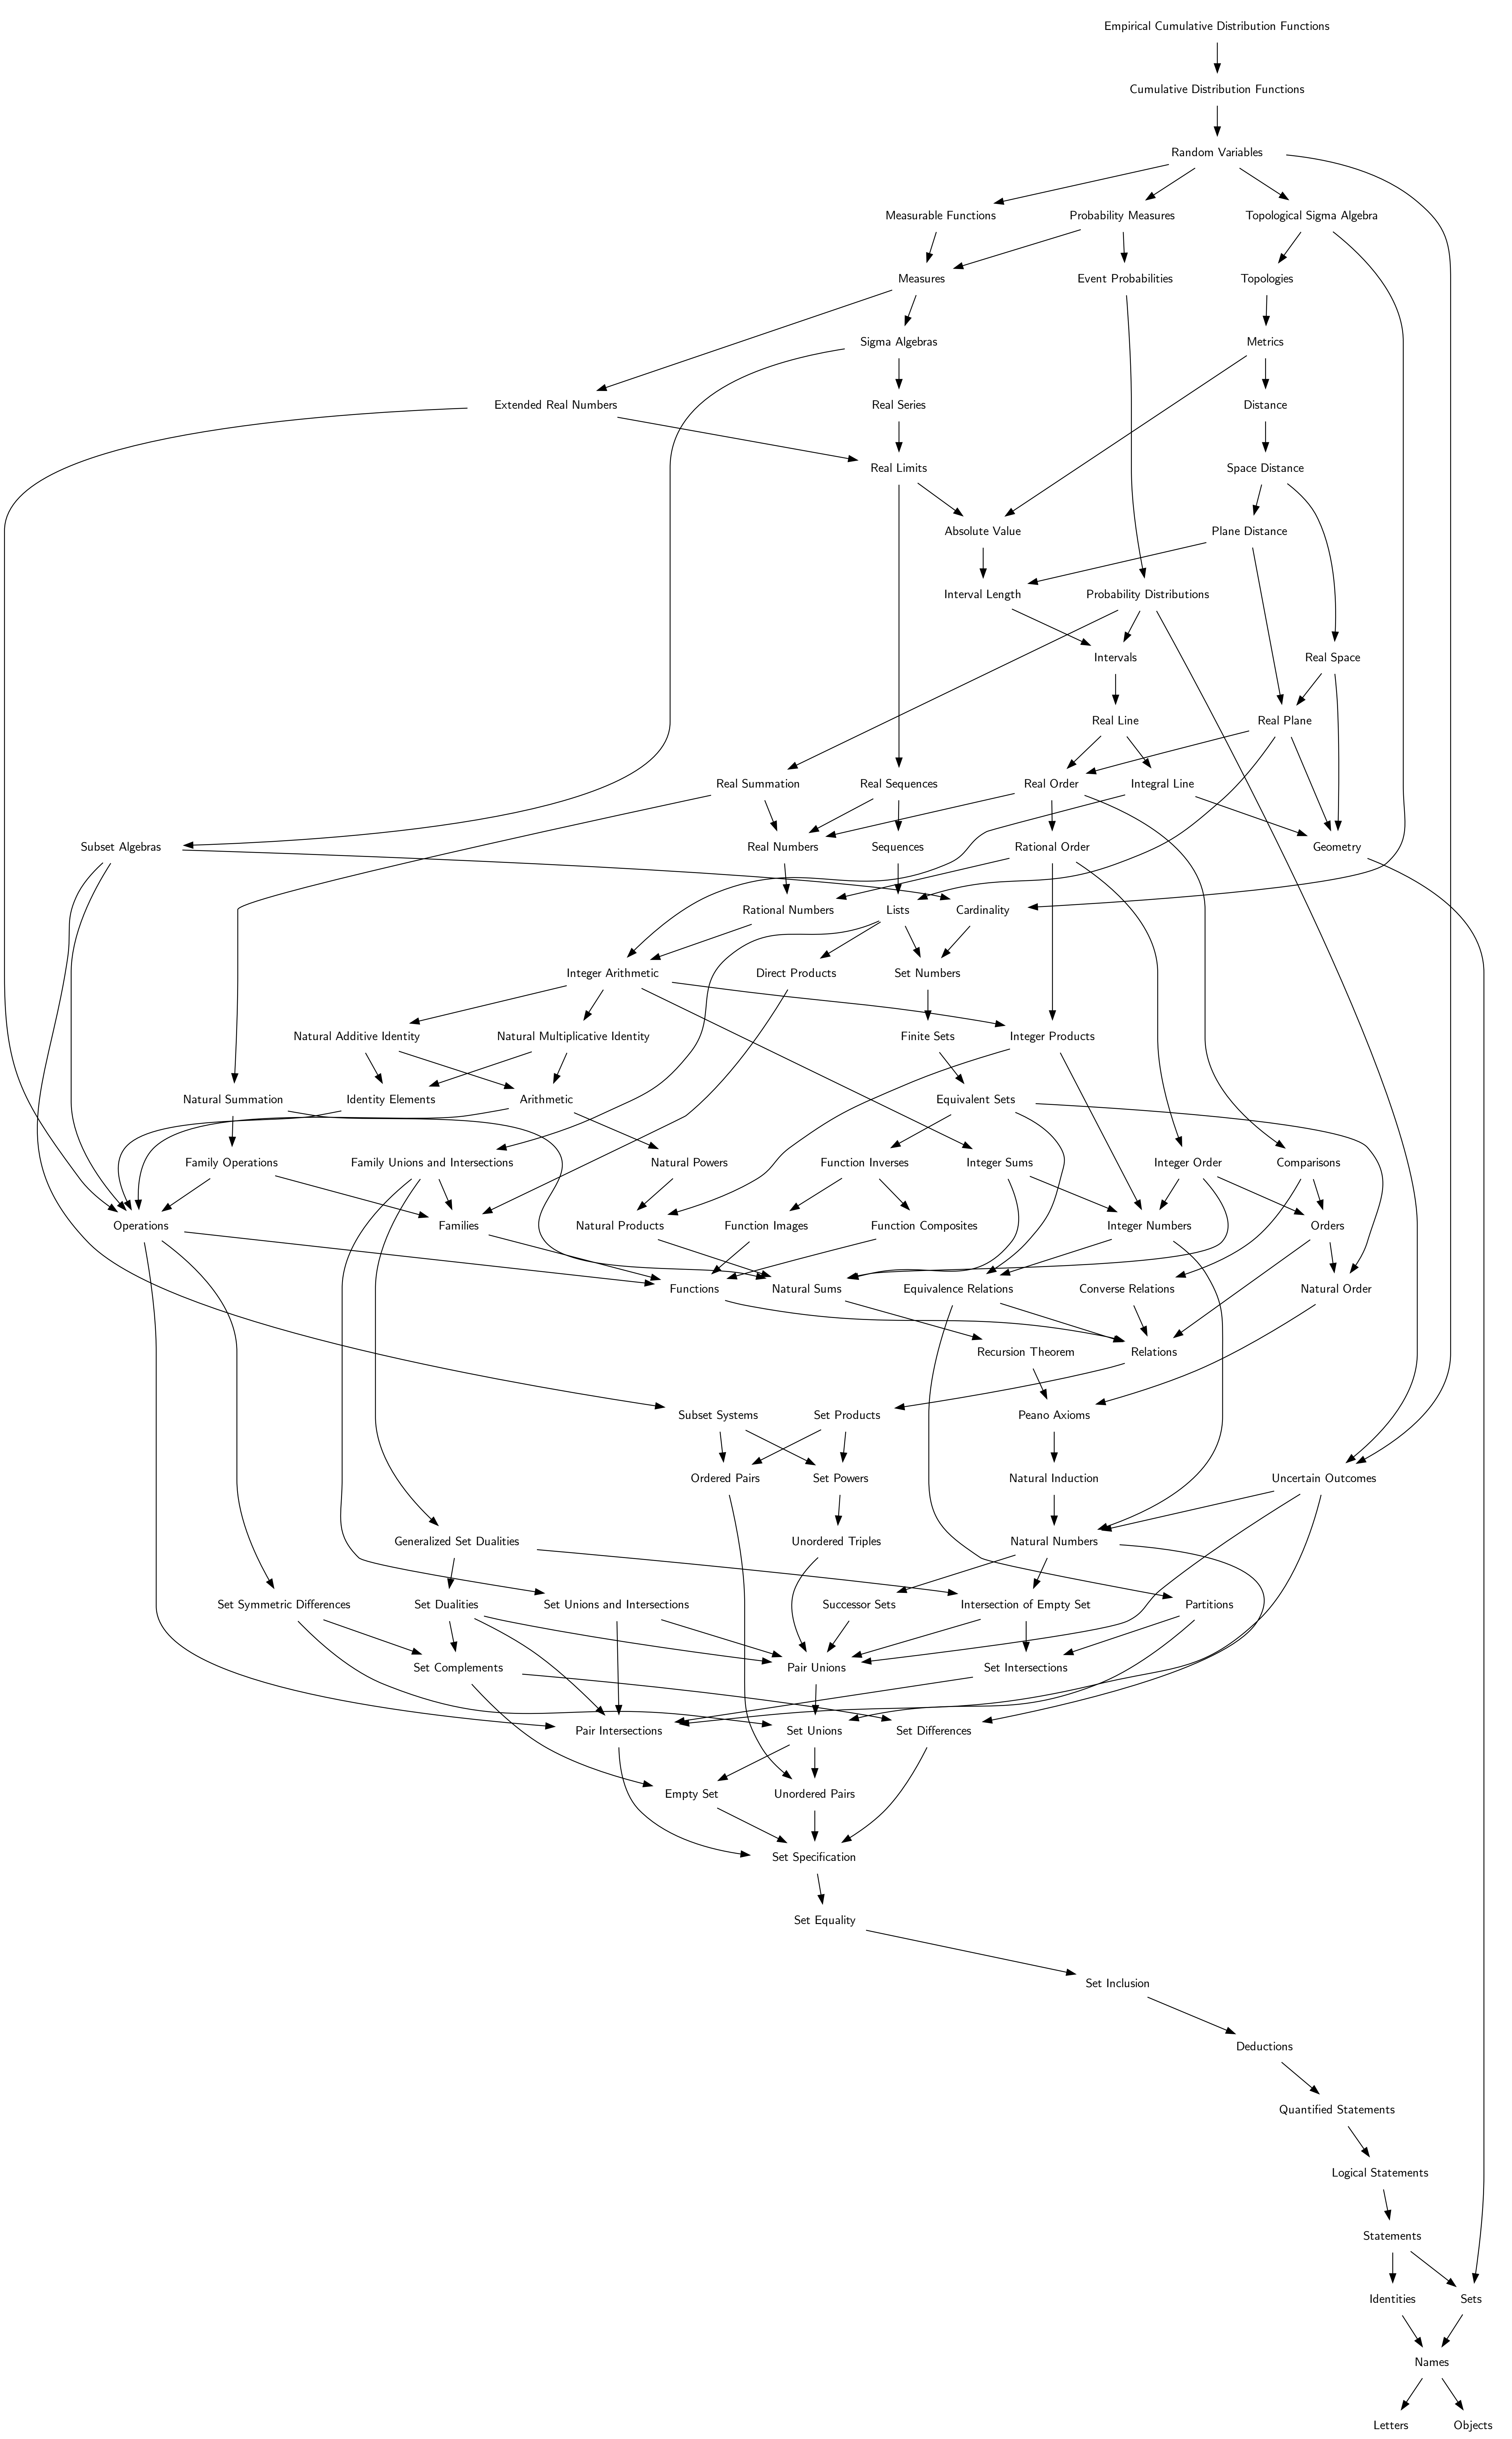 Empirical Cumulative Distribution Functions
Cumulative Distribution Functions
Random Variables
Measurable Functions
Probability Measures
Topological Sigma Algebra
Measures
Event Probabilities
Topologies
Sigma Algebras
Metrics
Extended Real Numbers
Real Series
Distance
Real Limits
Space Distance
Absolute Value
Plane Distance
Interval Length
Probability Distributions
Intervals
Real Space
Real Line
Real Plane
Real Summation
Real Sequences
Real Order
Integral Line
Subset Algebras
Real Numbers
Sequences
Rational Order
Geometry
Rational Numbers
Lists
Cardinality
Integer Arithmetic
Direct Products
Set Numbers
Natural Additive Identity
Natural Multiplicative Identity
Finite Sets
Integer Products
Natural Summation
Identity Elements
Arithmetic
Equivalent Sets
Family Operations
Family Unions and Intersections
Natural Powers
Function Inverses
Integer Sums
Integer Order
Comparisons
Operations
Families
Natural Products
Function Images
Function Composites
Integer Numbers
Orders
Functions
Natural Sums
Equivalence Relations
Converse Relations
Natural Order
Recursion Theorem
Relations
Subset Systems
Set Products
Peano Axioms
Ordered Pairs
Set Powers
Natural Induction
Uncertain Outcomes
Generalized Set Dualities
Unordered Triples
Natural Numbers
Set Symmetric Differences
Set Dualities
Set Unions and Intersections
Successor Sets
Intersection of Empty Set
Partitions
Set Complements
Pair Unions
Set Intersections
Pair Intersections
Set Unions
Set Differences
Empty Set
Unordered Pairs
Set Specification
Set Equality
Set Inclusion
Deductions
Quantified Statements
Logical Statements
Statements
Identities
Sets
Names
Letters
Objects